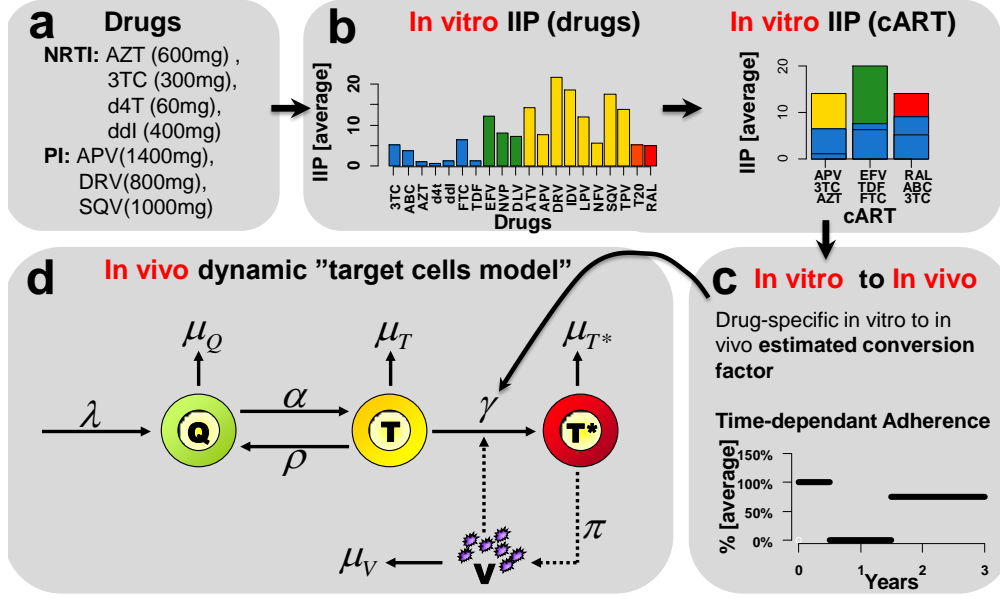 a
Drugs
NRTI: AZT (600mg) ,
3TC (300mg),
d4T (60mg),
ddI (400mg)
PI: APV(1400mg),
DRV(800mg),
SQV(1000mg)
b
In vitro IIP (drugs)
IIP [average]
20
10
0
3TC
ABC
AZT
d4t
ddI
FTC
TDF
EFV
NVP
DLV
ATV
APV
DRV
IDV
LPV
NFV
SQV
TPV
T20
RAL
Drugs
In vitro IIP (cART)
IIP [average]
20
10
0
APV
3TC
AZT
EFV
TDF
FTC
RAL
ABC
3TC
cART
c
In vitro to In vivo
Drug-specific in vitro to in
vivo estimated conversion
factor
Time-dependant Adherence
% [average]
150%
100%
50%
0%
0
1
2
3
Years
d
In vivo dynamic ”target cells model”
μQ
μT
μT*
λ
Q
α
ρ
T
γ
T*
π
μV
V